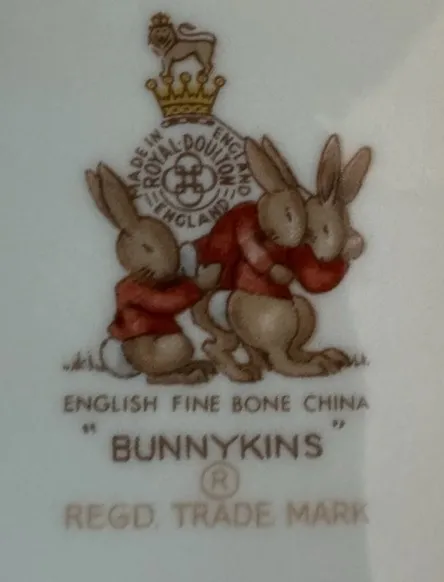 MADE IN ENGLAND
ROYAL·DOULTON
ENGLAND
ENGLISH FINE BONE CHINA
"BUNNYKINS"
®
REGD. TRADE MARK